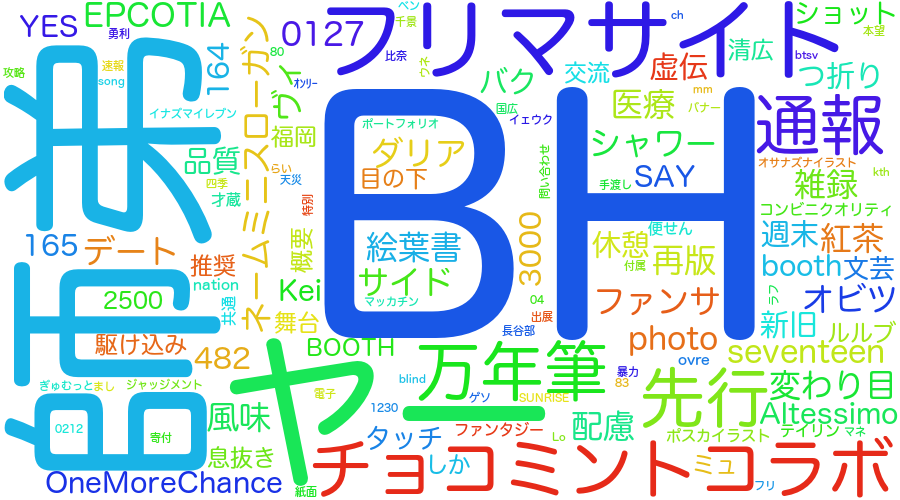 YES
EPCOTIA
勇利
164
0127
フリマサイト
ペン
千景
ch
ショット
本望
攻略
速報
song
ネームミニスローガン
80
ヴィ
ｵﾝﾘｰ
比奈
ウネ
バク
交流
虚伝
清広
btsv
つ折り
イナズマイレブン
BH
国広
イェウク
医療
mm
バナー
通報
部
福岡
ポートフォリオ
シャワー
品質
らい
ダリア
問い合わせ
オサナズナイラスト
四季
天災
目の下
手渡し
SAY
雑録
kth
才蔵
特別
コンビニクオリティ
165
デート
概要
絵葉書
3000
便せん
休憩
再版
週末
紅茶
推奨
nation
サイド
付属
booth
文芸
2500
共通
Kei
マッカチン
04
ファンサ
ラフ
オビツ
舞台
出展
新旧
駆け込み
長谷部
photo
ルルブ
482
BOOTH
ovre
seventeen
ぎゅむっと
まし
ジャッジメント
ヤー
万年筆
blind
暴力
83
先行
変わり目
電子
ゲソ
SUNRISE
0212
寄付
風味
1230
Altessimo
タッチ
ファンタジー
Lo
配慮
ポスカイラスト
テイリン
マネ
息抜き
チョコミントコラボ
しか
ミュ
OneMoreChance
紙面
フリ